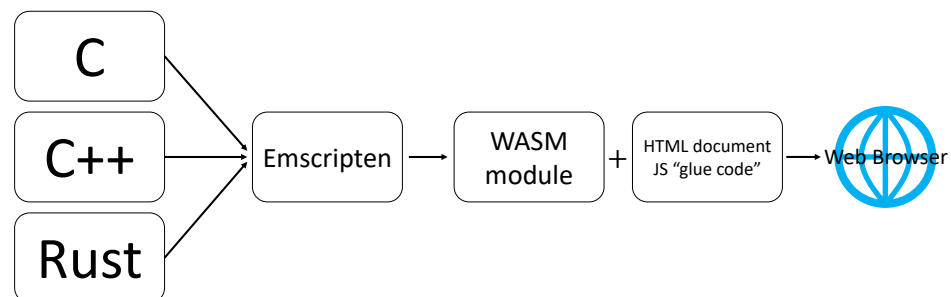 C
C++
Rust
Emscripten
WASM
module
+
HTML document
JS “glue code”
Web Browser